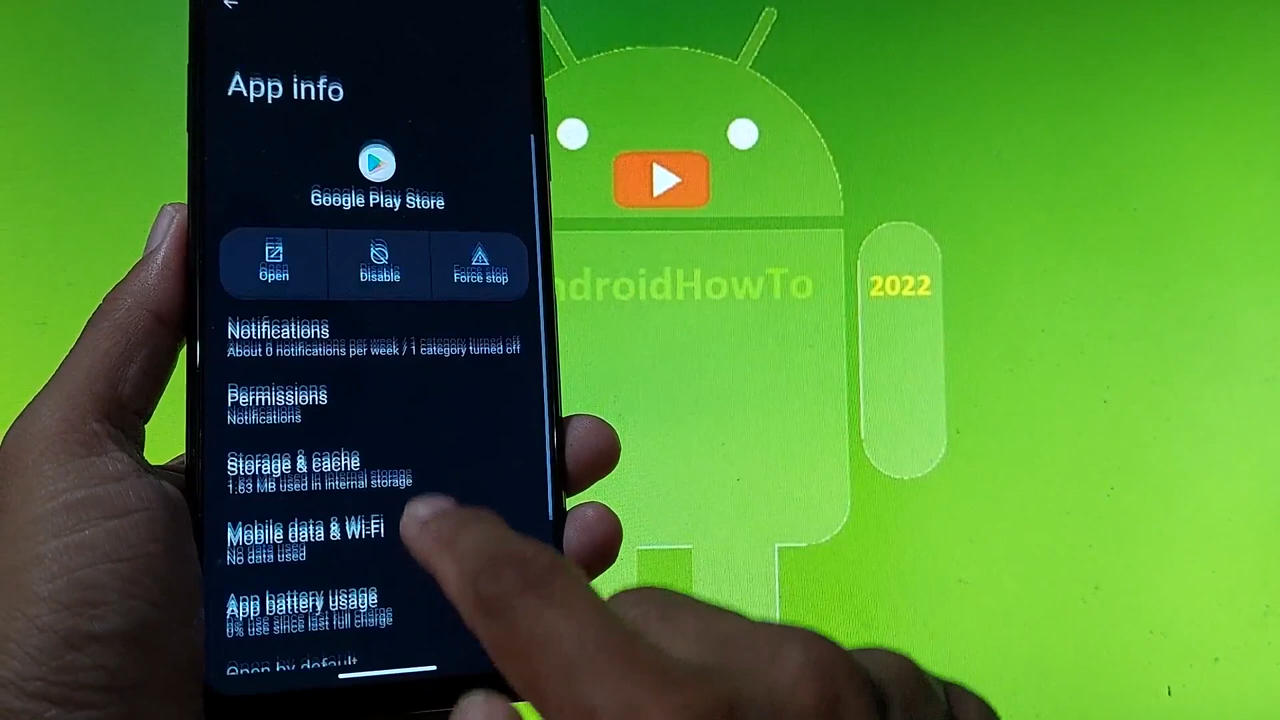 App info
Google Play Store
Open
Disable
Force stop
Notifications
About 0 notifications per week / 1 category turned off
Permissions
Notifications
Storage & cache
1.63 MB used in internal storage
Mobile data & Wi-Fi
No data used
App battery usage
0% use since last full charge
Open by default
ndroidHowTo
2022